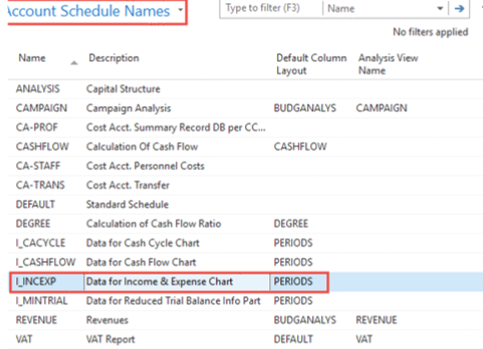 Account Schedule Names
Type to filter (F3) Name
No filters applied
Name Description Default Column Layout Analysis View Name
ANALYSIS Capital Structure
CAMPAIGN Campaign Analysis BUDGANALYS CAMPAIGN
CA-PROF Cost Acct. Summary Record DB per CC...
CASHFLOW Calculation Of Cash Flow CASHFLOW
CA-STAFF Cost Acct. Personnel Costs
CA-TRANS Cost Acct. Transfer
DEFAULT Standard Schedule
DEGREE Calculation of Cash Flow Ratio DEGREE
I_CACYCLE Data for Cash Cycle Chart PERIODS
I_CASHFLOW Data for Cash Flow Chart PERIODS
I_INCEXP Data for Income & Expense Chart PERIODS
I_MINTRIAL Data for Reduced Trial Balance Info Part PERIODS
REVENUE Revenues BUDGANALYS REVENUE
VAT VAT Report DEFAULT VAT